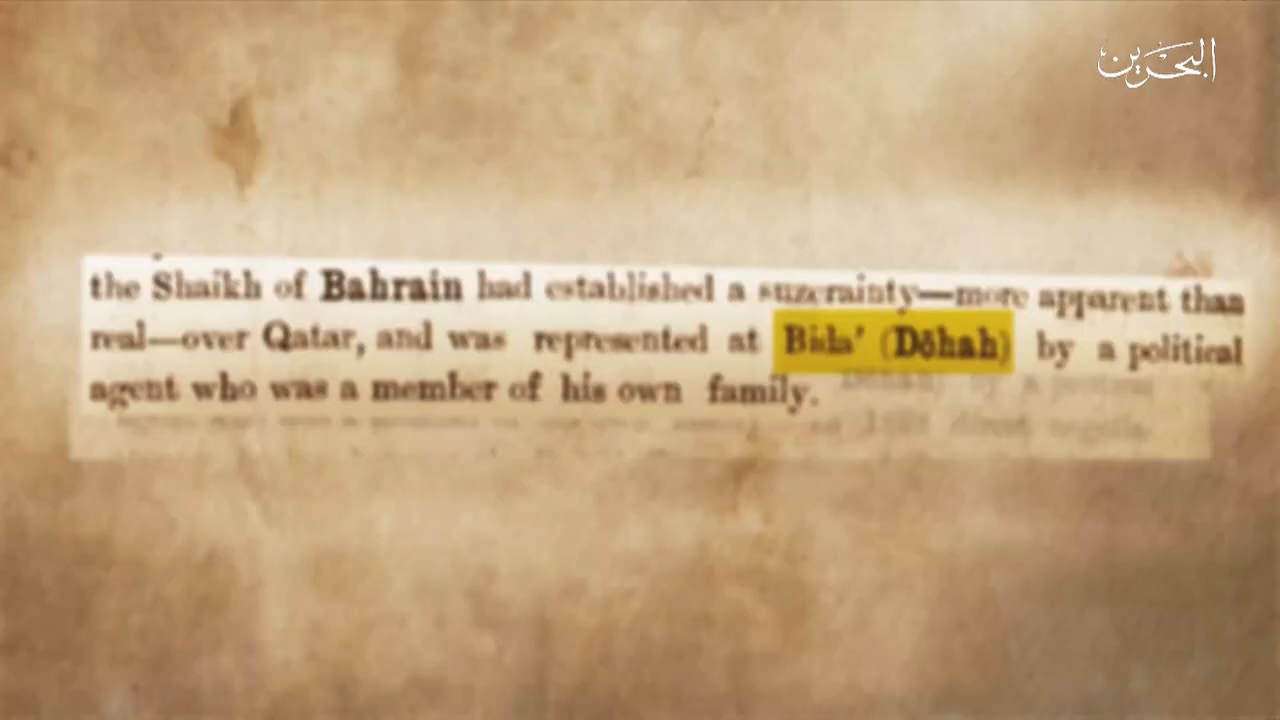 البحرين
the Shaikh of Bahrain had established a suzerainty—more apparent than
real—over Qatar, and was represented at Bida' (Dōhah) by a political
agent who was a member of his own family.